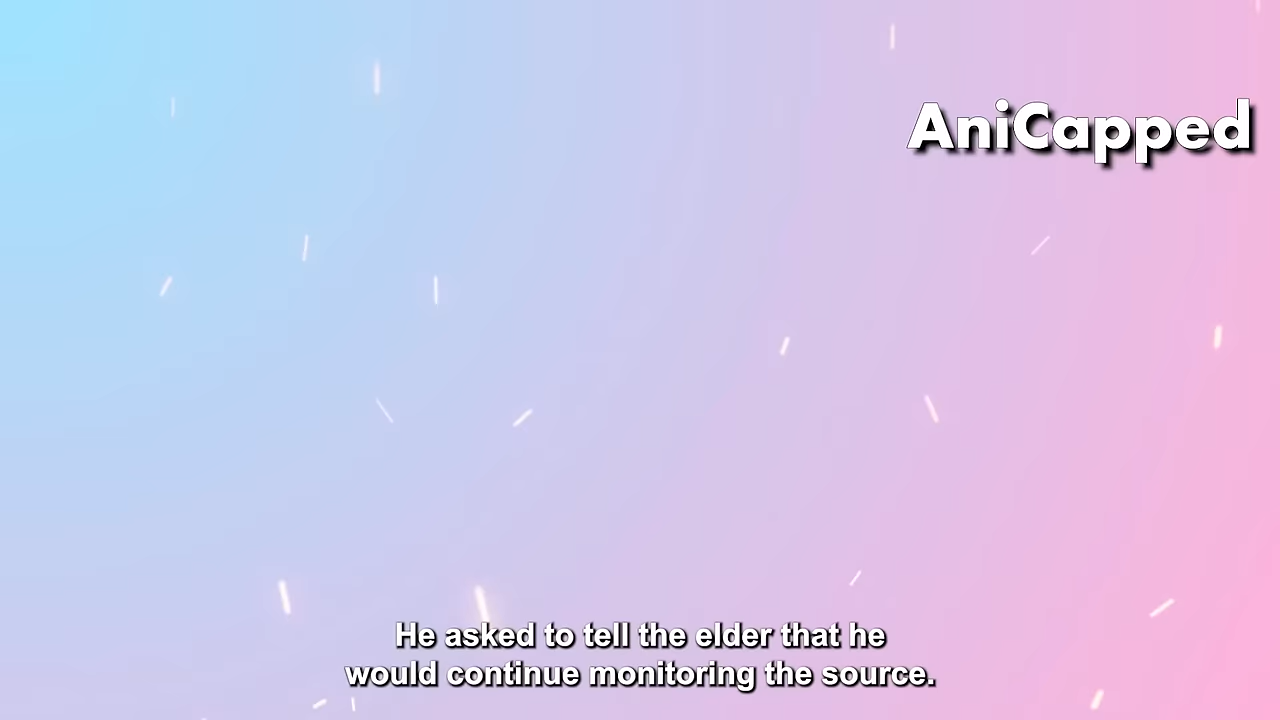 AniCapped
He asked to tell the elder that he
would continue monitoring the source.